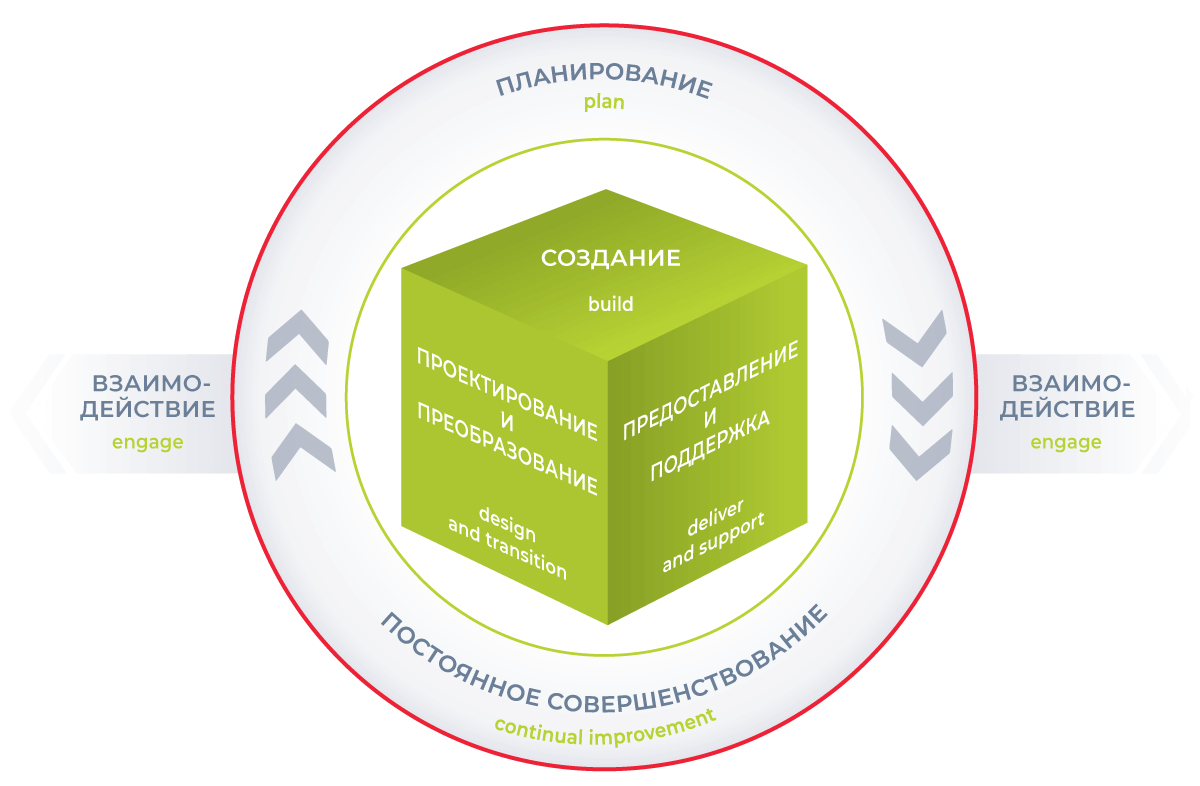 ПЛАНИРОВАНИЕ
plan
СОЗДАНИЕ
build
ПРОЕКТИРОВАНИЕ
И
ПРЕОБРАЗОВАНИЕ
design
and transition
ПРЕДОСТАВЛЕНИЕ
И
ПОДДЕРЖКА
deliver
and support
ВЗАИМО-
ДЕЙСТВИЕ
engage
ВЗАИМО-
ДЕЙСТВИЕ
engage
ПОСТОЯННОЕ СОВЕРШЕНСТВОВАНИЕ
continual improvement